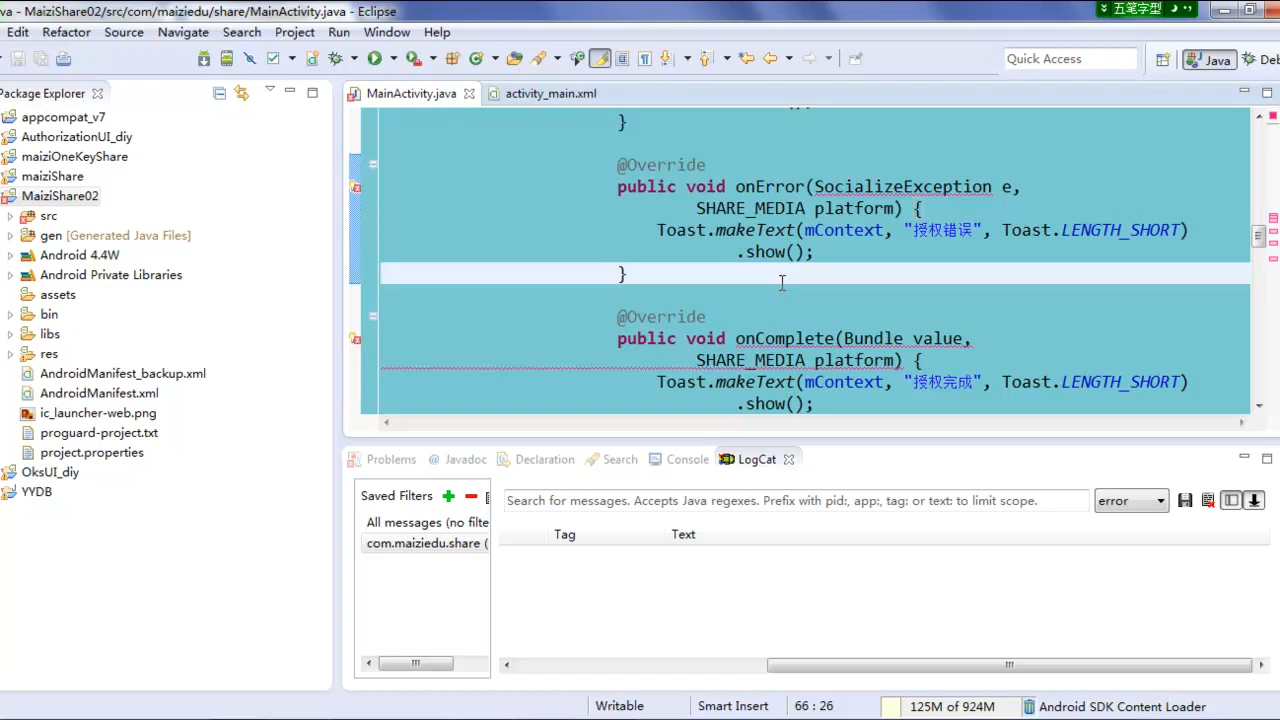 va - MaiziShare02/src/com/maiziedu/share/MainActivity.java - Eclipse
五笔字型
Edit Refactor Source Navigate Search Project Run Window Help
Quick Access
Java
Deb
Package Explorer
appcompat_v7
AuthorizationUI_diy
maiziOneKeyShare
maiziShare
MaiziShare02
src
gen [Generated Java Files]
Android 4.4W
Android Private Libraries
assets
bin
libs
res
AndroidManifest_backup.xml
AndroidManifest.xml
ic_launcher-web.png
proguard-project.txt
project.properties
OksUI_diy
YYDB
MainActivity.java
activity_main.xml
}
@Override
public void onError(SocializeException e,
SHARE_MEDIA platform) {
Toast.makeText(mContext, "授权错误", Toast.LENGTH_SHORT)
.show();
}
@Override
public void onComplete(Bundle value,
SHARE_MEDIA platform) {
Toast.makeText(mContext, "授权完成", Toast.LENGTH_SHORT)
.show();
Problems
Javadoc
Declaration
Search
Console
LogCat
Saved Filters
All messages (no filte
com.maiziedu.share (
Search for messages. Accepts Java regexes. Prefix with pid:, app:, tag: or text: to limit scope.
error
Tag
Text
Writable
Smart Insert
66 : 26
125M of 924M
Android SDK Content Loader